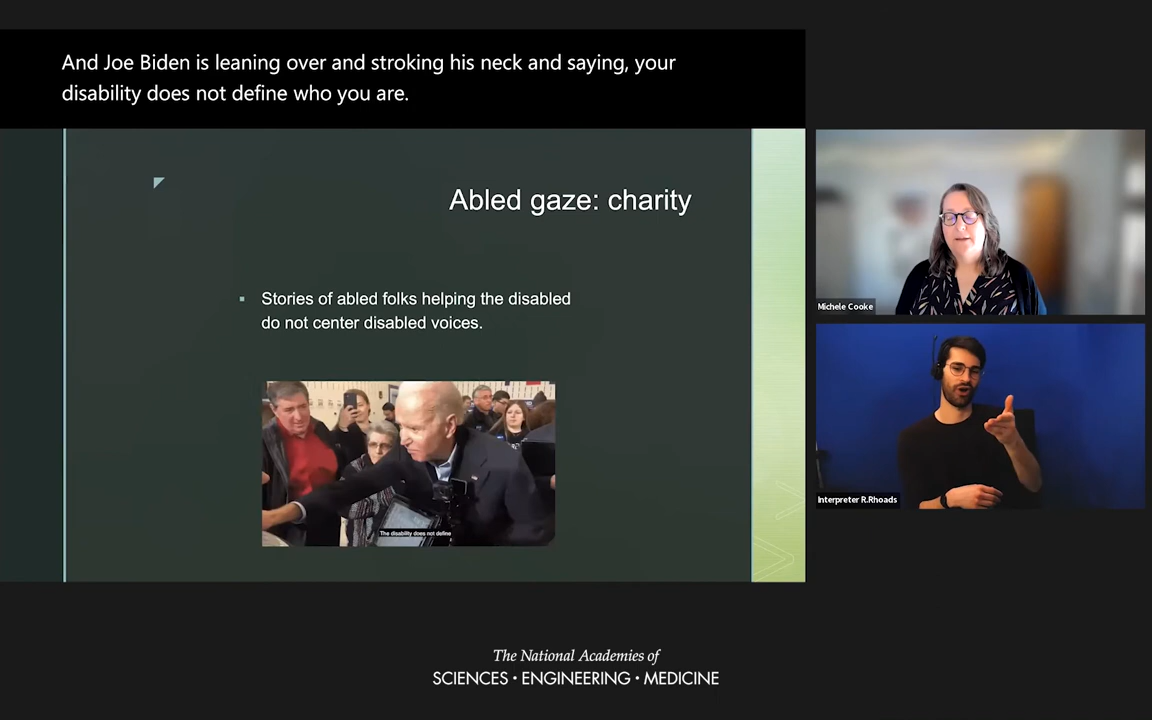 And Joe Biden is leaning over and stroking his neck and saying, your
disability does not define who you are.
Abled gaze: charity
▪ Stories of abled folks helping the disabled
do not center disabled voices.
The disability does not define
Michele Cooke
Interpreter R.Rhoads
The National Academies of
SCIENCES • ENGINEERING • MEDICINE